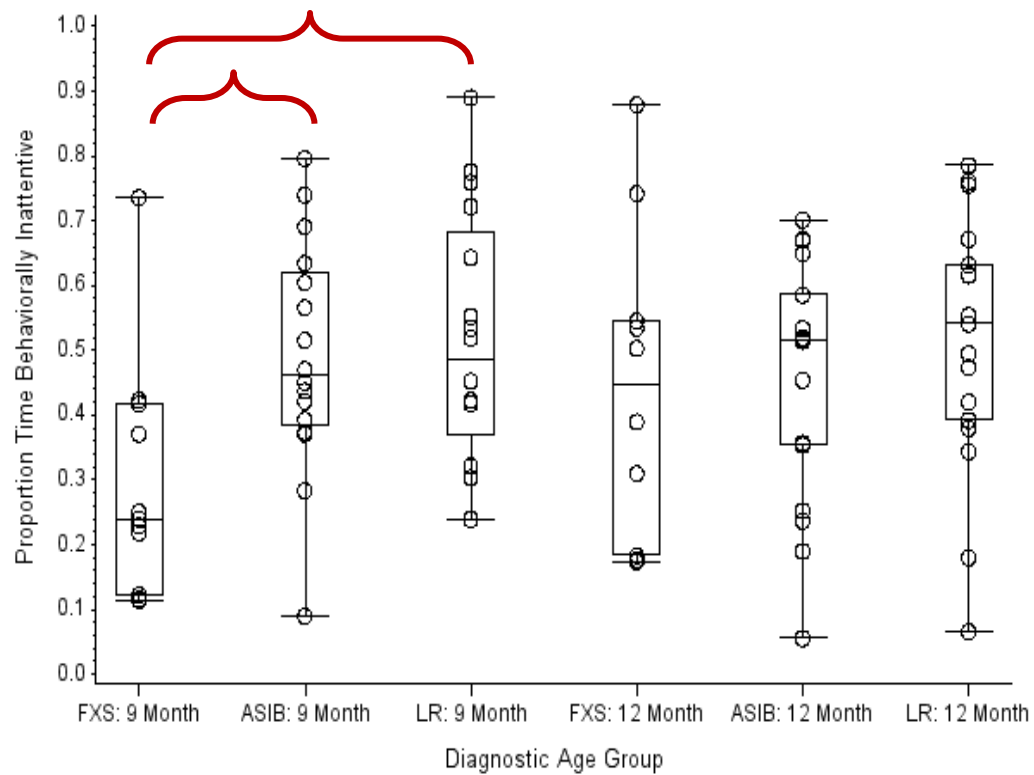 Proportion Time Behaviorally Inattentive
1.0
0.9
0.8
0.7
0.6
0.5
0.4
0.3
0.2
0.1
0.0
FXS: 9 Month
ASIB: 9 Month
LR: 9 Month
FXS: 12 Month
ASIB: 12 Month
LR: 12 Month
Diagnostic Age Group